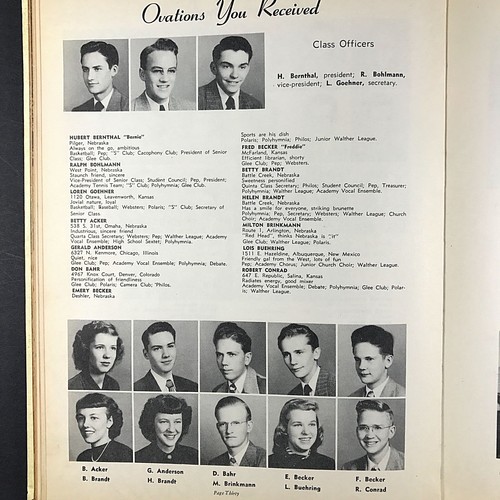 Ovations You Received
Class Officers
H. Bernthal, president; R. Bohlmann,
vice-president; L. Goehner, secretary.
HUBERT BERNTHAL "Bernie"
Pilger, Nebraska
Always on the go, ambitious
Basketball; Pep; "S" Club; Cacophony Club; President of Senior
Class; Glee Club.
RALPH BOHLMANN
West Point, Nebraska
Staunch friend, sincere
Vice-President of Senior Class; Student Council; Pep; President;
Academy Tennis Team; "S" Club; Polyhymnia; Glee Club.
LOREN GOEHNER
1120 Ottawa, Leavenworth, Kansas
Jovial nature, loyal
Basketball; Baseball; Websters; Polaris; "S" Club; Secretary of
Senior Class
BETTY ACKER
538 S. 31st, Omaha, Nebraska
Industrious, sincere friend
Quarta Class Secretary; Websters; Pep; Walther League; Academy
Vocal Ensemble; High School Sextet; Polyhymnia.
GERALD ANDERSON
6327 N. Kenmore, Chicago, Illinois
Quiet, nice
Glee Club; Pep; Academy Vocal Ensemble; Polyhymnia; Debate.
DON BAHR
4967 Knox Court, Denver, Colorado
Personification of friendliness
Glee Club; Polaris; Camera Club; Philos.
EMERY BECKER
Deshler, Nebraska
Sports are his dish
Polaris; Polyhymnia; Philos; Junior Walther League.
FRED BECKER "Freddie"
McFarland, Kansas
Efficient librarian, shorty
Glee Club; Pep; Websters.
BETTY BRANDT
Battle Creek, Nebraska
Sweetness personified
Quinta Class Secretary; Philos; Student Council; Pep, Treasurer;
Polyhymnia; Walther League; Academy Vocal Ensemble.
HELEN BRANDT
Battle Creek, Nebraska
Has a smile for everyone, striking brunette
Polyhymnia; Pep, Secretary; Websters; Walther League; Church
Choir; Academy Vocal Ensemble.
MILTON BRINKMANN
Route 1, Arlington, Nebraska
"Red Head", thinks Nebraska is "it"
Glee Club; Walther League; Polaris.
LOIS BUEHRING
1511 E. Hazeldine, Albuquerque, New Mexico
Friendly gal from the West, lots of fun
Pep; Academy Chorus; Junior Church Choir; Walther League.
ROBERT CONRAD
647 E. Republic, Salina, Kansas
Radiates energy, good mixer
Academy Vocal Ensemble; Debate; Polyhymnia; Glee Club; Polar-
is; Walther League.
B. Acker G. Anderson D. Bahr E. Becker F. Becker
B. Brandt H. Brandt M. Brinkmann L. Buehring R. Conrad
Page Thirty